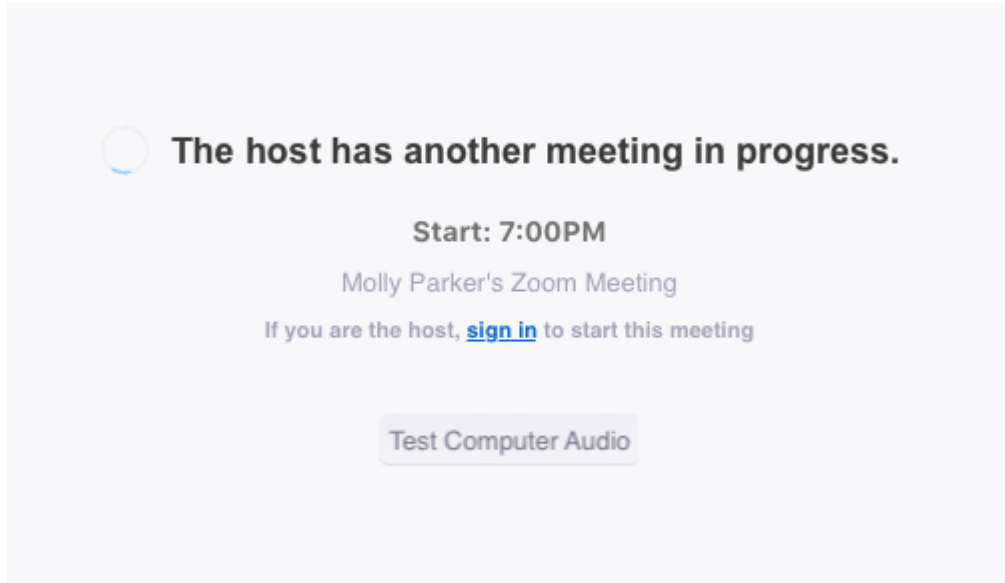 The host has another meeting in progress.
Start: 7:00PM
Molly Parker's Zoom Meeting
If you are the host, sign in to start this meeting
Test Computer Audio